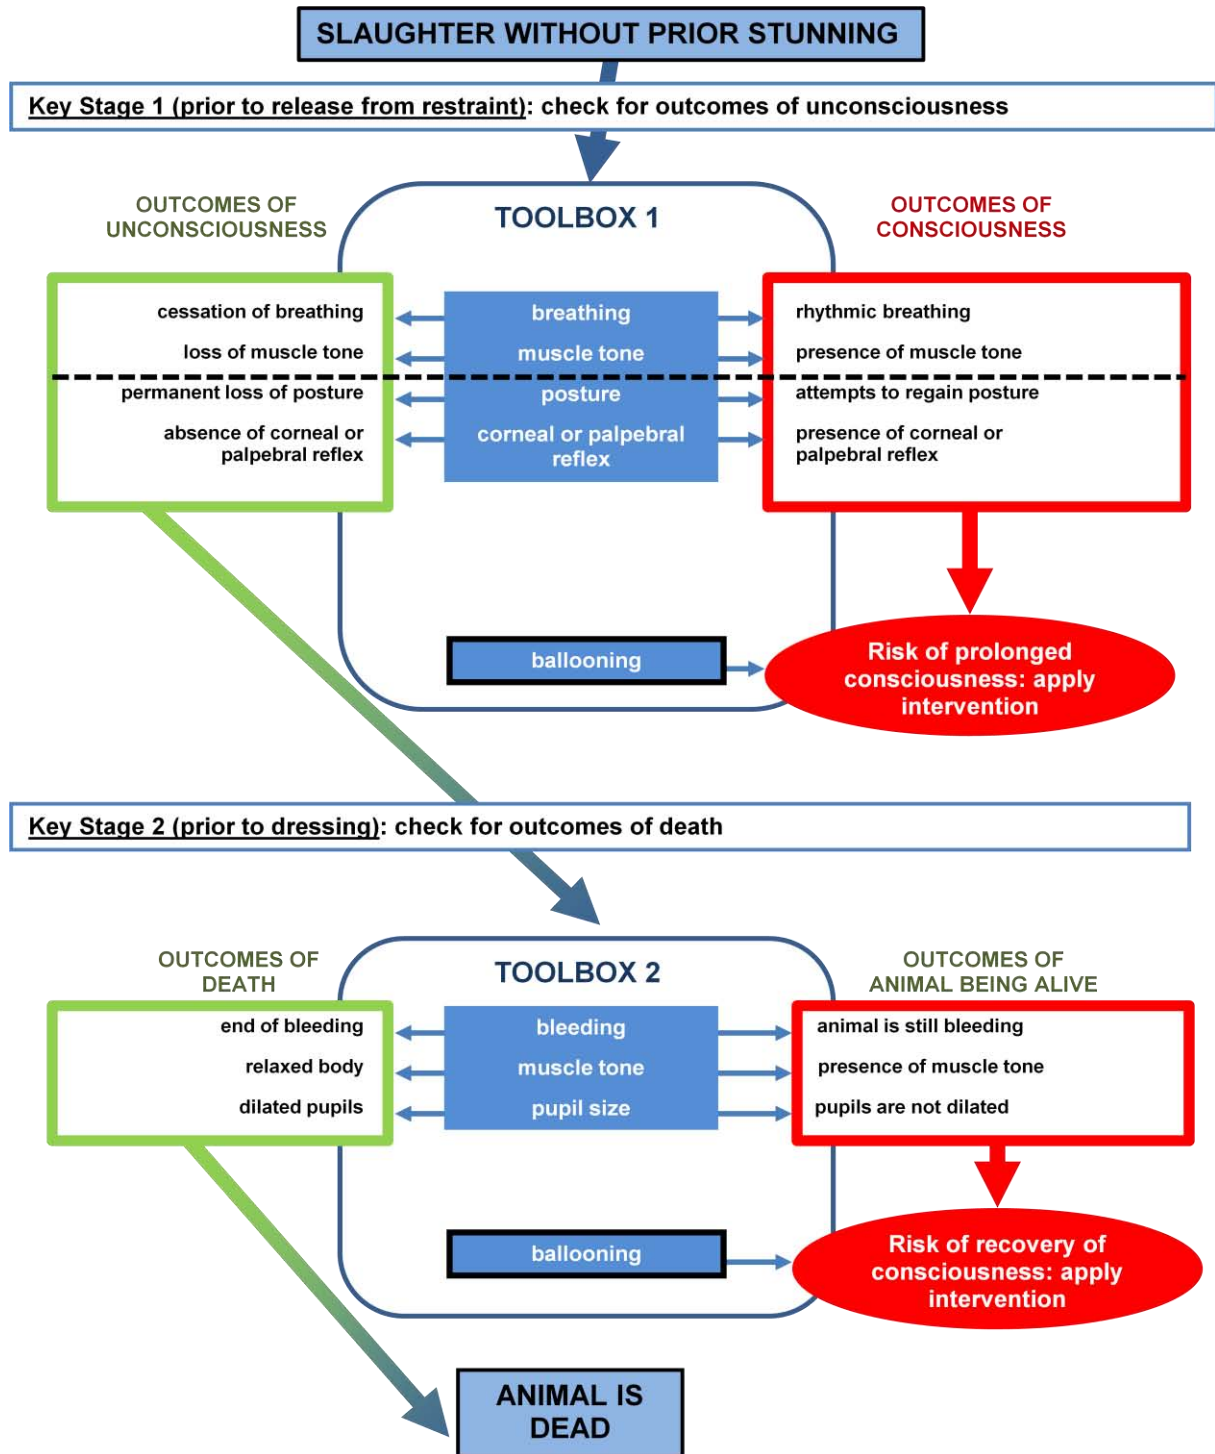 SLAUGHTER WITHOUT PRIOR STUNNING
Key Stage 1 (prior to release from restraint): check for outcomes of unconsciousness
OUTCOMES OF
UNCONSCIOUSNESS
TOOLBOX 1
OUTCOMES OF
CONSCIOUSNESS
cessation of breathing
breathing
rhythmic breathing
loss of muscle tone
muscle tone
presence of muscle tone
permanent loss of posture
posture
attempts to regain posture
absence of corneal or
palpebral reflex
corneal or palpebral
reflex
presence of corneal or
palpebral reflex
ballooning
Risk of prolonged
consciousness: apply
intervention
Key Stage 2 (prior to dressing): check for outcomes of death
OUTCOMES OF
DEATH
TOOLBOX 2
OUTCOMES OF
ANIMAL BEING ALIVE
end of bleeding
bleeding
animal is still bleeding
relaxed body
muscle tone
presence of muscle tone
dilated pupils
pupil size
pupils are not dilated
ballooning
Risk of recovery of
consciousness: apply
intervention
ANIMAL IS
DEAD